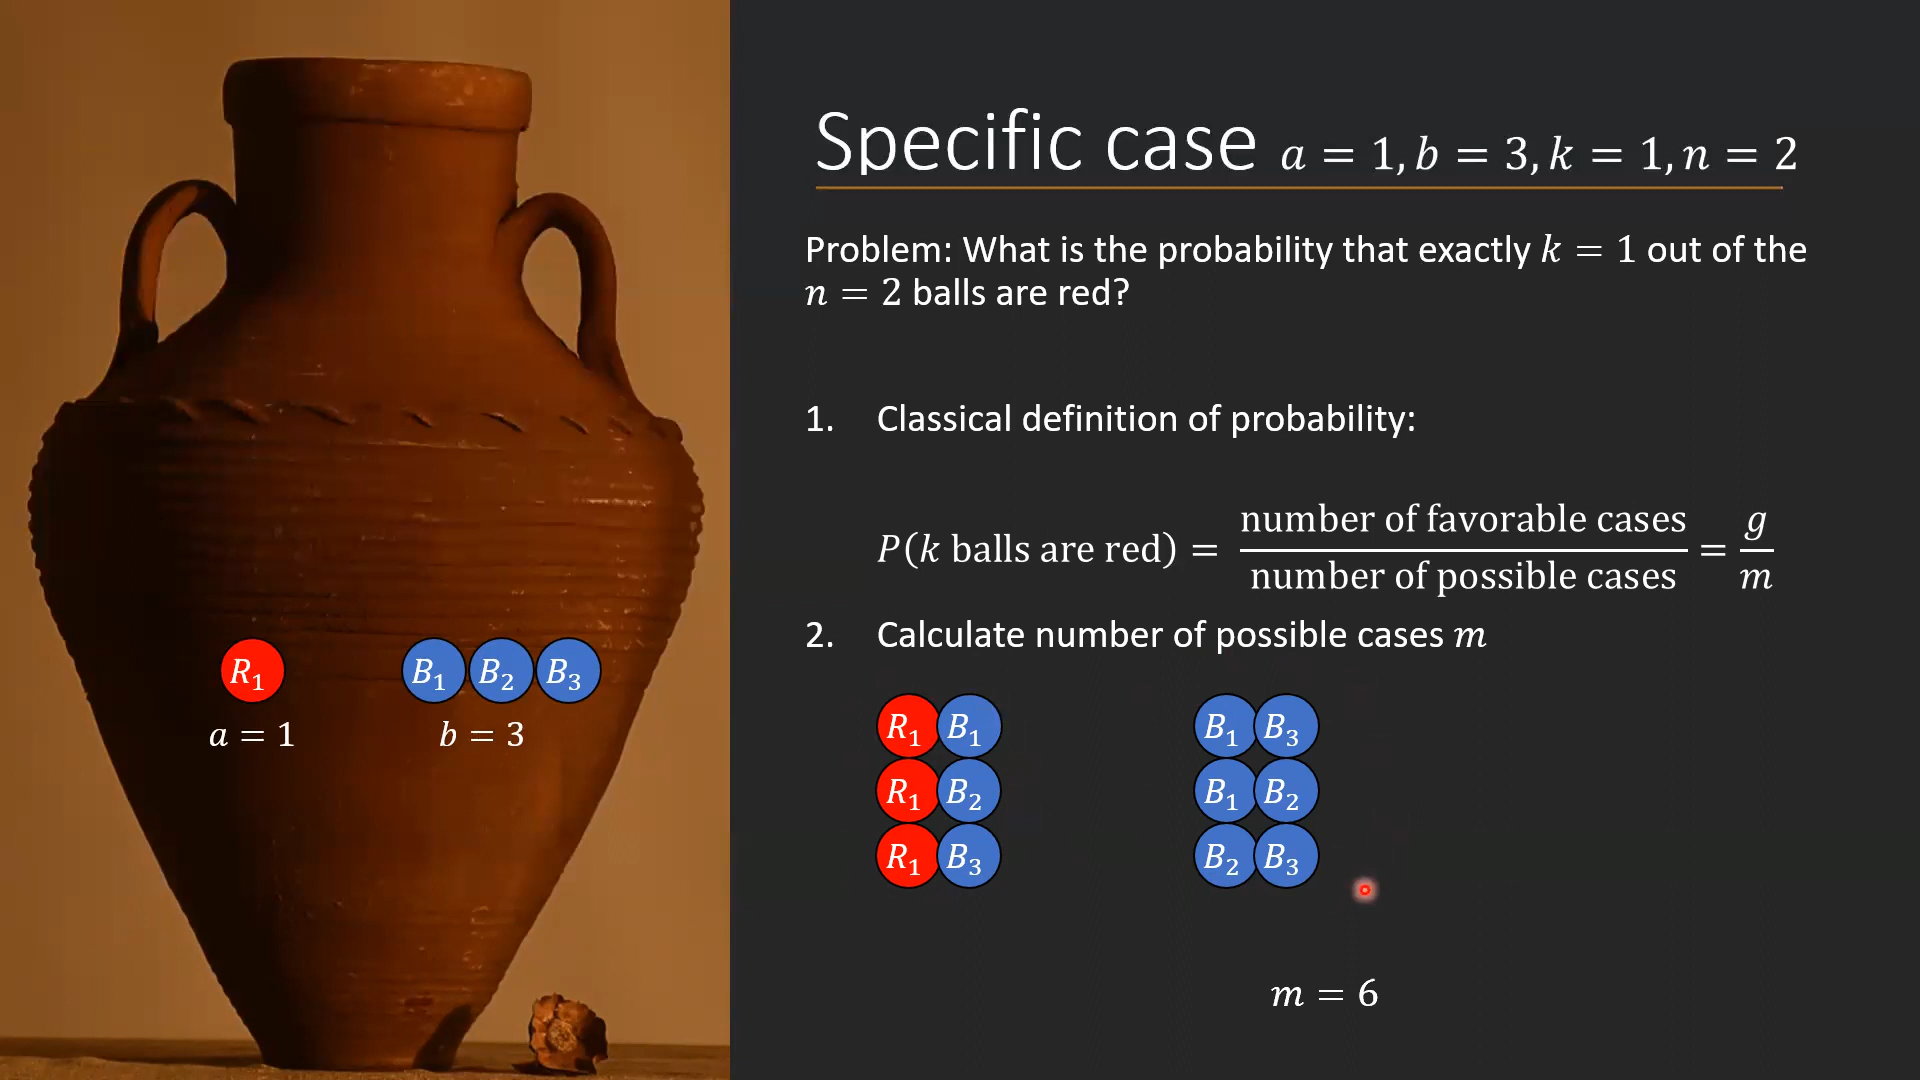 Specific case a = 1, b = 3, k = 1, n = 2
Problem: What is the probability that exactly k = 1 out of the
n = 2 balls are red?
1. Classical definition of probability:
P(k balls are red) = number of favorable cases / number of possible cases = g / m
2. Calculate number of possible cases m
R₁ B₁ B₂ B₃
a = 1 b = 3
R₁ B₁ B₁ B₃
R₁ B₂ B₁ B₂
R₁ B₃ B₂ B₃
m = 6